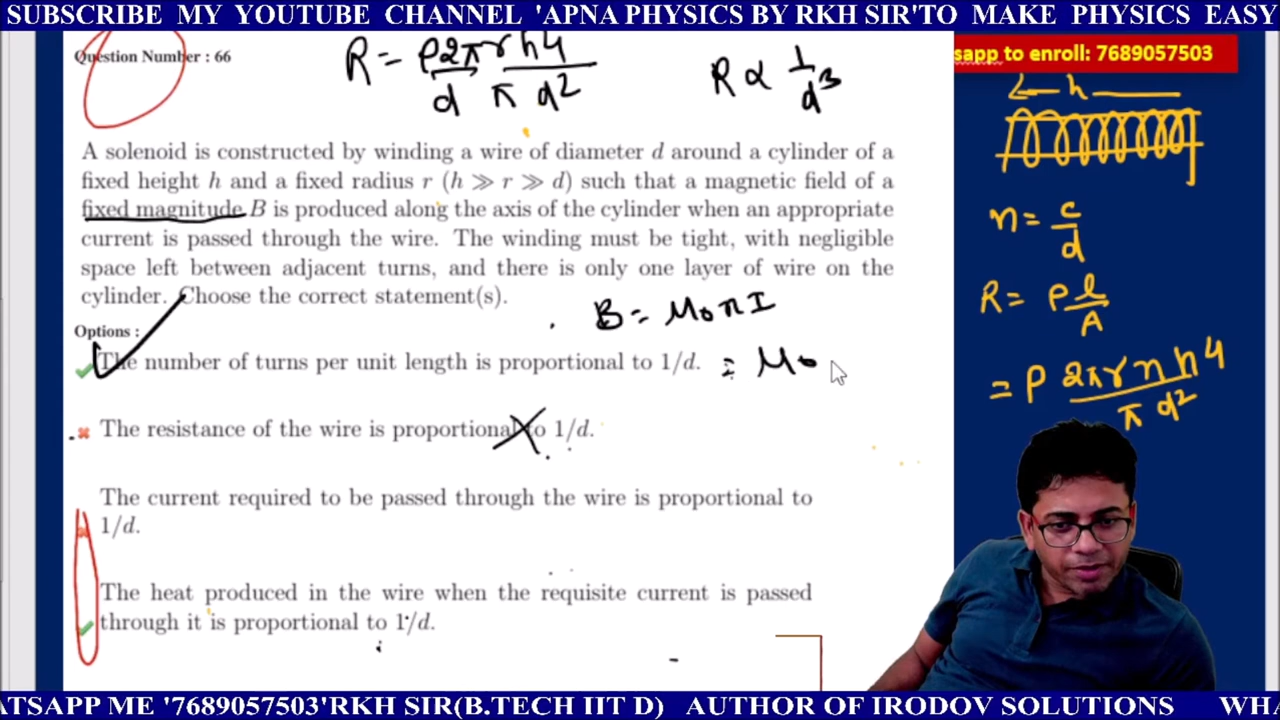 SUBSCRIBE MY YOUTUBE CHANNEL 'APNA PHYSICS BY RKH SIR'TO MAKE PHYSICS EASY
Question Number : 66
R = ρ2πr h4
d π d²
R ∝ 1/d³
sapp to enroll: 7689057503
h
A solenoid is constructed by winding a wire of diameter d around a cylinder of a
fixed height h and a fixed radius r (h ≫ r ≫ d) such that a magnetic field of a
fixed magnitude B is produced along the axis of the cylinder when an appropriate
current is passed through the wire. The winding must be tight, with negligible
space left between adjacent turns, and there is only one layer of wire on the
cylinder. Choose the correct statement(s).
n = c/d
R = ρ l/A
= ρ 2πr n h 4
π d²
Options :
B = μ₀nI
The number of turns per unit length is proportional to 1/d.
= μ₀
The resistance of the wire is proportional to 1/d.
The current required to be passed through the wire is proportional to
1/d.
The heat produced in the wire when the requisite current is passed
through it is proportional to 1/d.
ATSAPP ME '7689057503'RKH SIR(B.TECH IIT D) AUTHOR OF IRODOV SOLUTIONS WHA